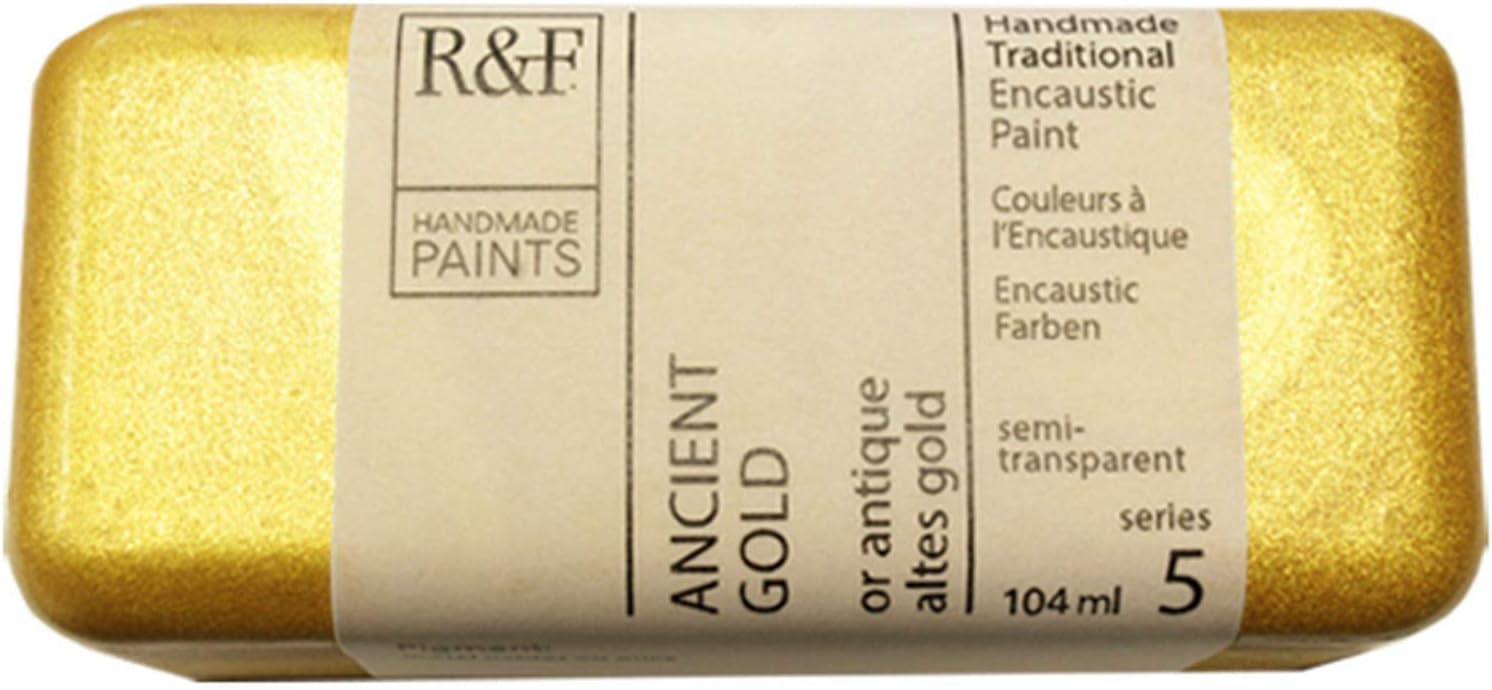 R&F
HANDMADE
PAINTS
ANCIENT
GOLD
or antique
altes gold
Handmade
Traditional
Encaustic
Paint
Couleurs à
l'Encaustique
Encaustic
Farben
semi-
transparent
series
104 ml 5
Pigment: